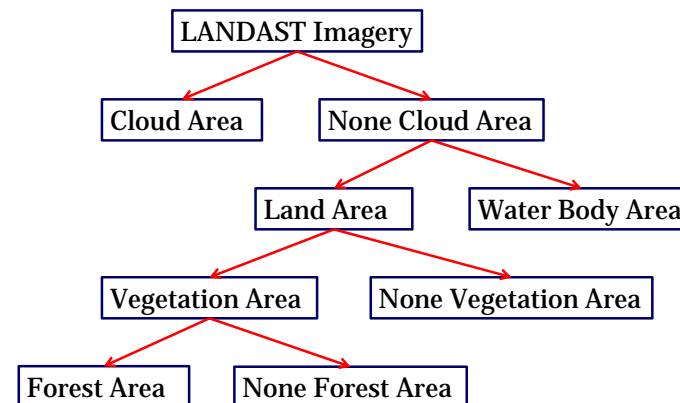 LANDAST Imagery
Cloud Area
None Cloud Area
Land Area
Water Body Area
Vegetation Area
None Vegetation Area
Forest Area
None Forest Area